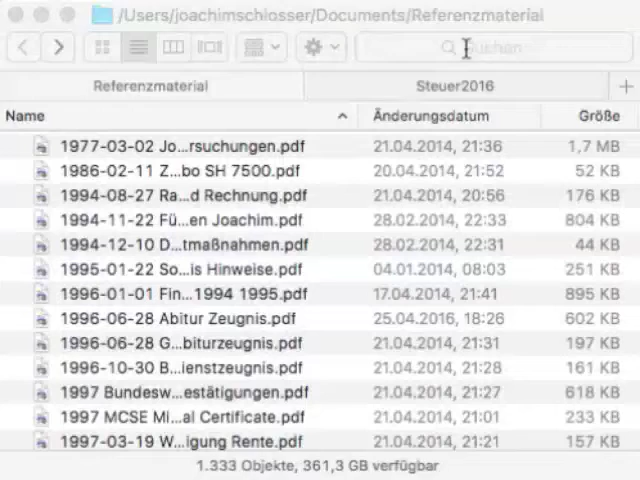 /Users/joachimschlosser/Documents/Referenzmaterial
Suchen
Referenzmaterial Steuer2016 +
Name Änderungsdatum Größe
1977-03-02 Jo...rsuchungen.pdf 21.04.2014, 21:36 1,7 MB
1986-02-11 Z...bo SH 7500.pdf 20.04.2014, 21:52 52 KB
1994-08-27 Ra...d Rechnung.pdf 21.04.2014, 20:56 176 KB
1994-11-22 Fü...en Joachim.pdf 28.02.2014, 22:33 804 KB
1994-12-10 D...tmaßnahmen.pdf 28.02.2014, 22:31 44 KB
1995-01-22 So...is Hinweise.pdf 04.01.2014, 08:03 251 KB
1996-01-01 Fin...1994 1995.pdf 17.04.2014, 21:41 895 KB
1996-06-28 Abitur Zeugnis.pdf 25.04.2016, 18:26 602 KB
1996-06-28 G...biturzeugnis.pdf 21.04.2014, 21:31 197 KB
1996-10-30 B...ienstzeugnis.pdf 21.04.2014, 21:28 161 KB
1997 Bundesw...estätigungen.pdf 21.04.2014, 21:27 618 KB
1997 MCSE Mi...al Certificate.pdf 21.04.2014, 21:01 233 KB
1997-03-19 W...igung Rente.pdf 21.04.2014, 21:21 157 KB
1.333 Objekte, 361,3 GB verfügbar